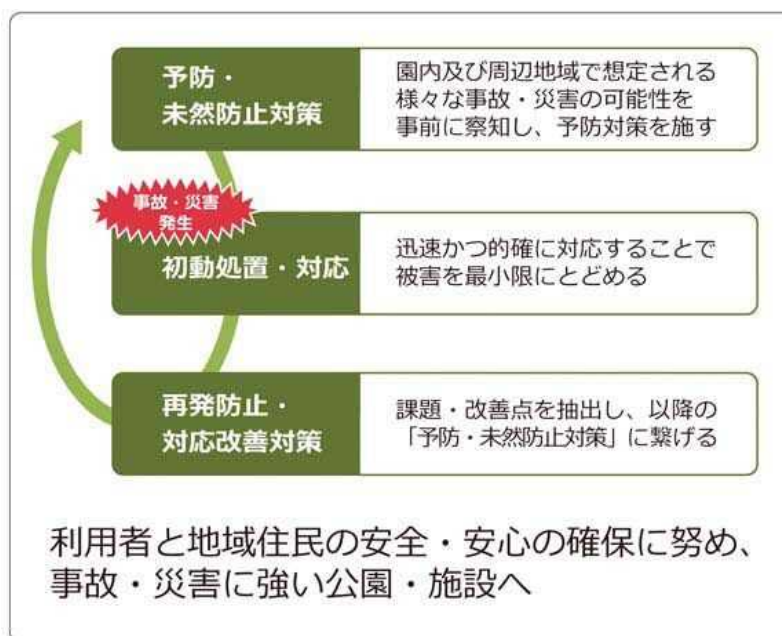 予防・
未然防止対策
園内及び周辺地域で想定される
様々な事故・災害の可能性を
事前に察知し、予防対策を施す
事故・災害
発生
初動処置・対応
迅速かつ的確に対応することで
被害を最小限にとどめる
再発防止・
対応改善対策
課題・改善点を抽出し、以降の
「予防・未然防止対策」に繋げる
利用者と地域住民の安全・安心の確保に努め、
事故・災害に強い公園・施設へ